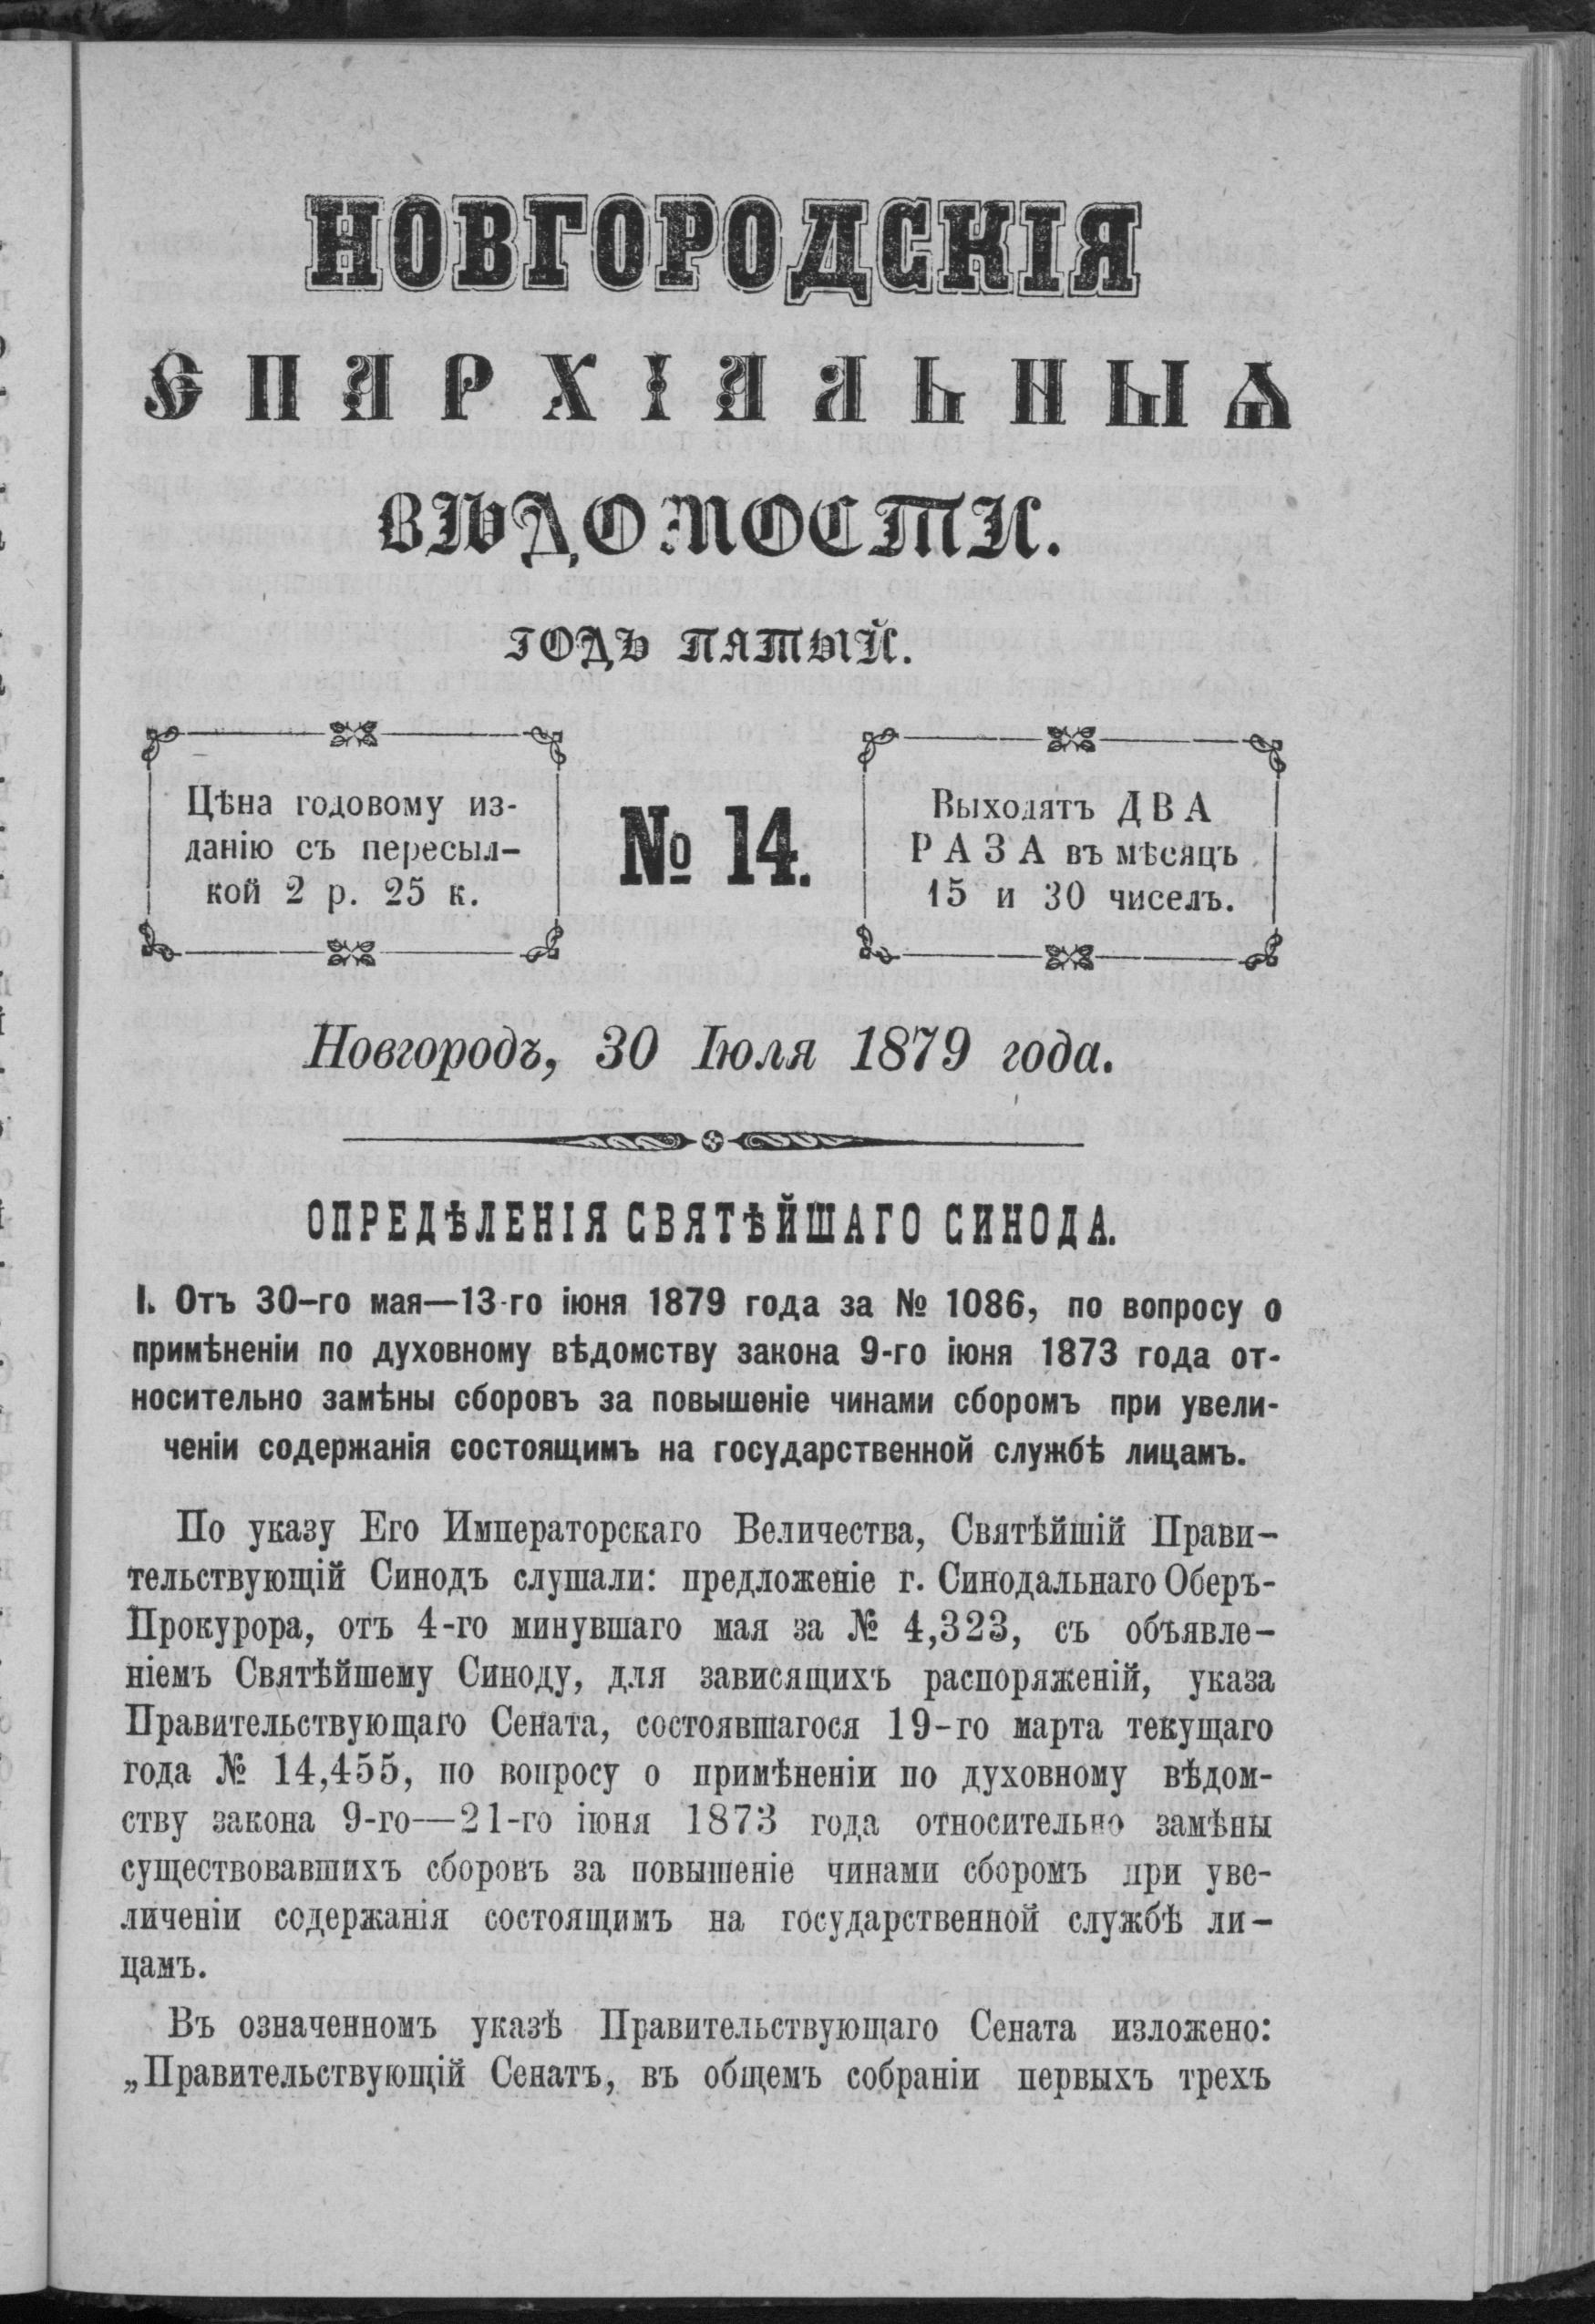 НОВГОРОДСКІЯ
ЄПАРХІАЛЬНЫѦ
ВѢДОМОСТИ.
ГОДЪ ПЯТЫЙ.
Цѣна годовому из-
данію съ пересыл-
кой 2 р. 25 к.
№ 14.
Выходятъ ДВА
РАЗА въ мѣсяцъ
15 и 30 чиселъ.
Новгородъ, 30 Іюля 1879 года.
ОПРЕДѢЛЕНІЯ СВЯТѢЙШАГО СИНОДА.
I. Отъ 30-го мая—13-го іюня 1879 года за № 1086, по вопросу о
примѣненіи по духовному вѣдомству закона 9-го іюня 1873 года от-
носительно замѣны сборовъ за повышеніе чинами сборомъ при увели-
ченіи содержанія состоящимъ на государственной службѣ лицамъ.
По указу Его Императорскаго Величества, Святѣйшій Прави-
тельствующій Синодъ слушали: предложеніе г. Синодальнаго Оберъ-
Прокурора, отъ 4-го минувшаго мая за № 4,323, съ объявле-
ніемъ Святѣйшему Синоду, для зависящихъ распоряженій, указа
Правительствующаго Сената, состоявшагося 19-го марта текущаго
года № 14,455, по вопросу о примѣненіи по духовному вѣдом-
ству закона 9-го—21-го іюня 1873 года относительно замѣны
существовавшихъ сборовъ за повышеніе чинами сборомъ при уве-
личеніи содержанія состоящимъ на государственной службѣ ли-
цамъ.
Въ означенномъ указѣ Правительствующаго Сената изложено:
„Правительствующій Сенатъ, въ общемъ собраніи первыхъ трехъ